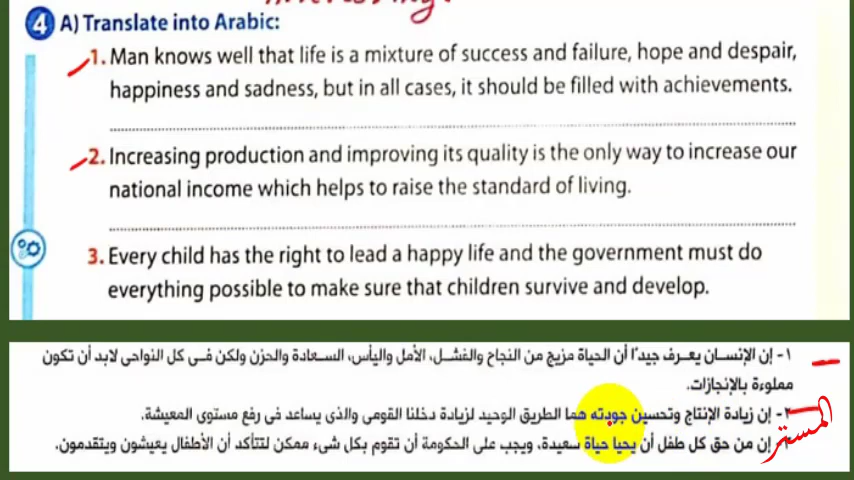 4 A) Translate into Arabic:
1. Man knows well that life is a mixture of success and failure, hope and despair,
happiness and sadness, but in all cases, it should be filled with achievements.
2. Increasing production and improving its quality is the only way to increase our
national income which helps to raise the standard of living.
3. Every child has the right to lead a happy life and the government must do
everything possible to make sure that children survive and develop.
١- إن الإنسان يعرف جيدًا أن الحياة مزيج من النجاح والفشل، الأمل واليأس، السعادة والحزن ولكن فى كل النواحى لابد أن تكون
مملوءة بالإنجازات.
٢- إن زيادة الإنتاج وتحسين جودته هما الطريق الوحيد لزيادة دخلنا القومى والذى يساعد فى رفع مستوى المعيشة.
٣- إن من حق كل طفل أن يحيا حياة سعيدة، ويجب على الحكومة أن تقوم بكل شىء ممكن لتتأكد أن الأطفال يعيشون ويتقدمون.
المستر